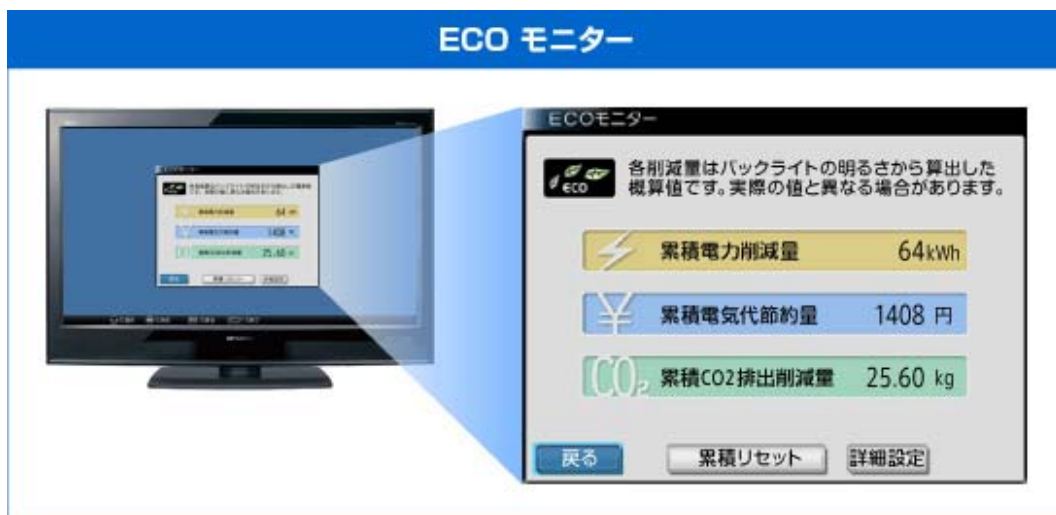 ECO モニター
ECOモニター
ECO
各削減量はバックライトの明るさから算出した
概算値です。実際の値と異なる場合があります。
累積電力削減量 64kWh
¥ 累積電気代節約量 1408 円
CO₂ 累積CO2排出削減量 25.60 kg
戻る 累積リセット 詳細設定
64
1408
25.60